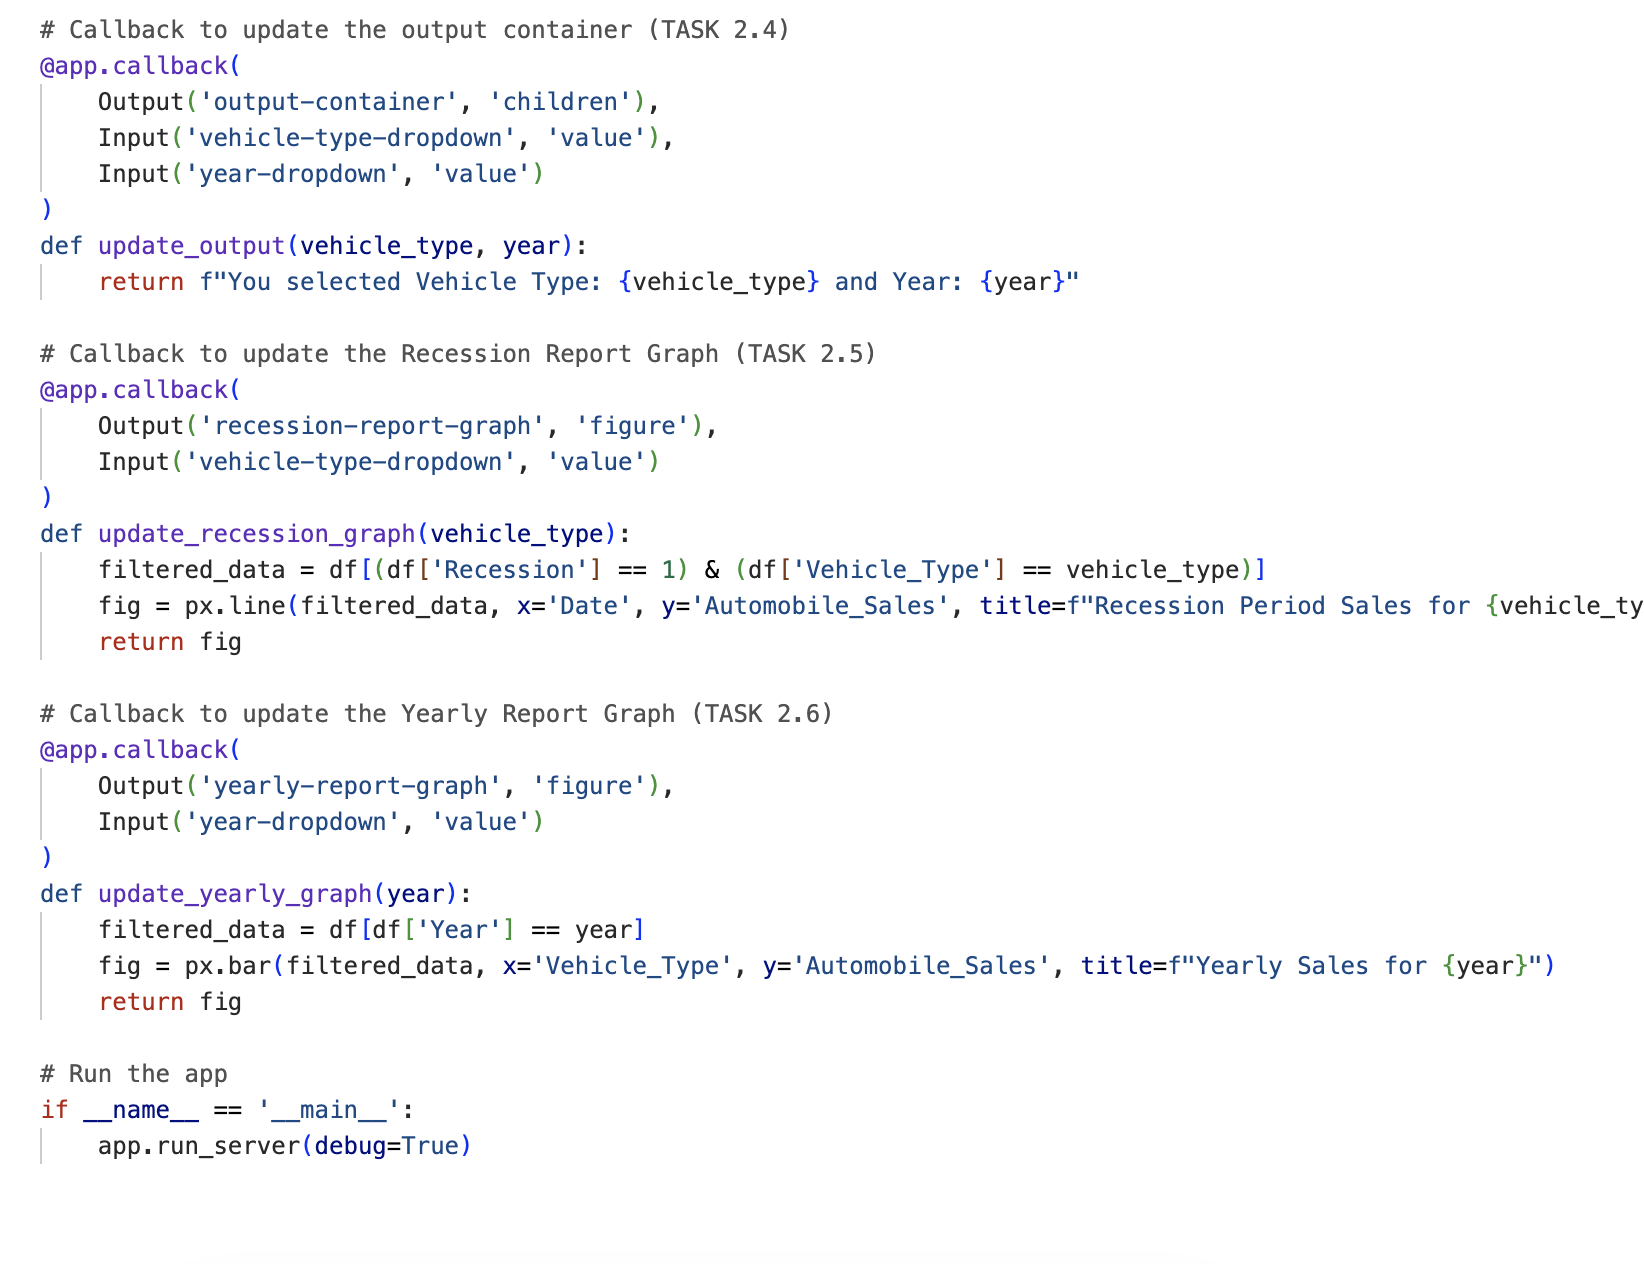 # Callback to update the output container (TASK 2.4)
@app.callback(
    Output('output-container', 'children'),
    Input('vehicle-type-dropdown', 'value'),
    Input('year-dropdown', 'value')
)
def update_output(vehicle_type, year):
    return f"You selected Vehicle Type: {vehicle_type} and Year: {year}"

# Callback to update the Recession Report Graph (TASK 2.5)
@app.callback(
    Output('recession-report-graph', 'figure'),
    Input('vehicle-type-dropdown', 'value')
)
def update_recession_graph(vehicle_type):
    filtered_data = df[(df['Recession'] == 1) & (df['Vehicle_Type'] == vehicle_type)]
    fig = px.line(filtered_data, x='Date', y='Automobile_Sales', title=f"Recession Period Sales for {vehicle_ty
    return fig

# Callback to update the Yearly Report Graph (TASK 2.6)
@app.callback(
    Output('yearly-report-graph', 'figure'),
    Input('year-dropdown', 'value')
)
def update_yearly_graph(year):
    filtered_data = df[df['Year'] == year]
    fig = px.bar(filtered_data, x='Vehicle_Type', y='Automobile_Sales', title=f"Yearly Sales for {year}")
    return fig

# Run the app
if __name__ == '__main__':
    app.run_server(debug=True)